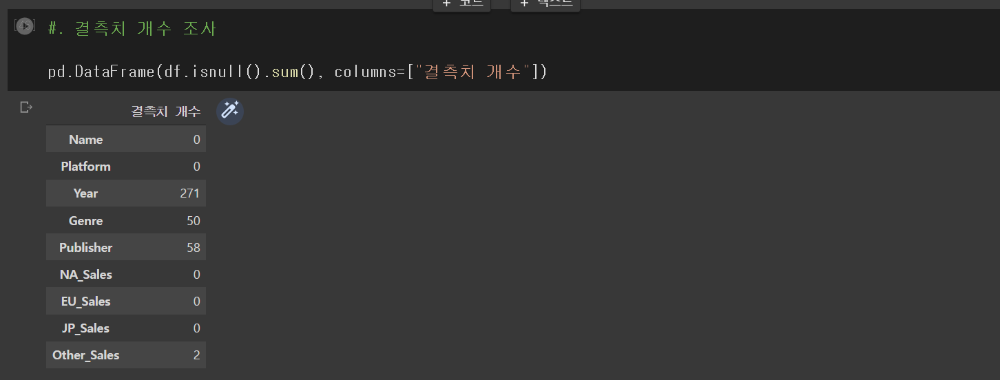 + 코드 + 텍스트
#. 결측치 개수 조사
pd.DataFrame(df.isnull().sum(), columns=["결측치 개수"])
결측치 개수
Name 0
Platform 0
Year 271
Genre 50
Publisher 58
NA_Sales 0
EU_Sales 0
JP_Sales 0
Other_Sales 2